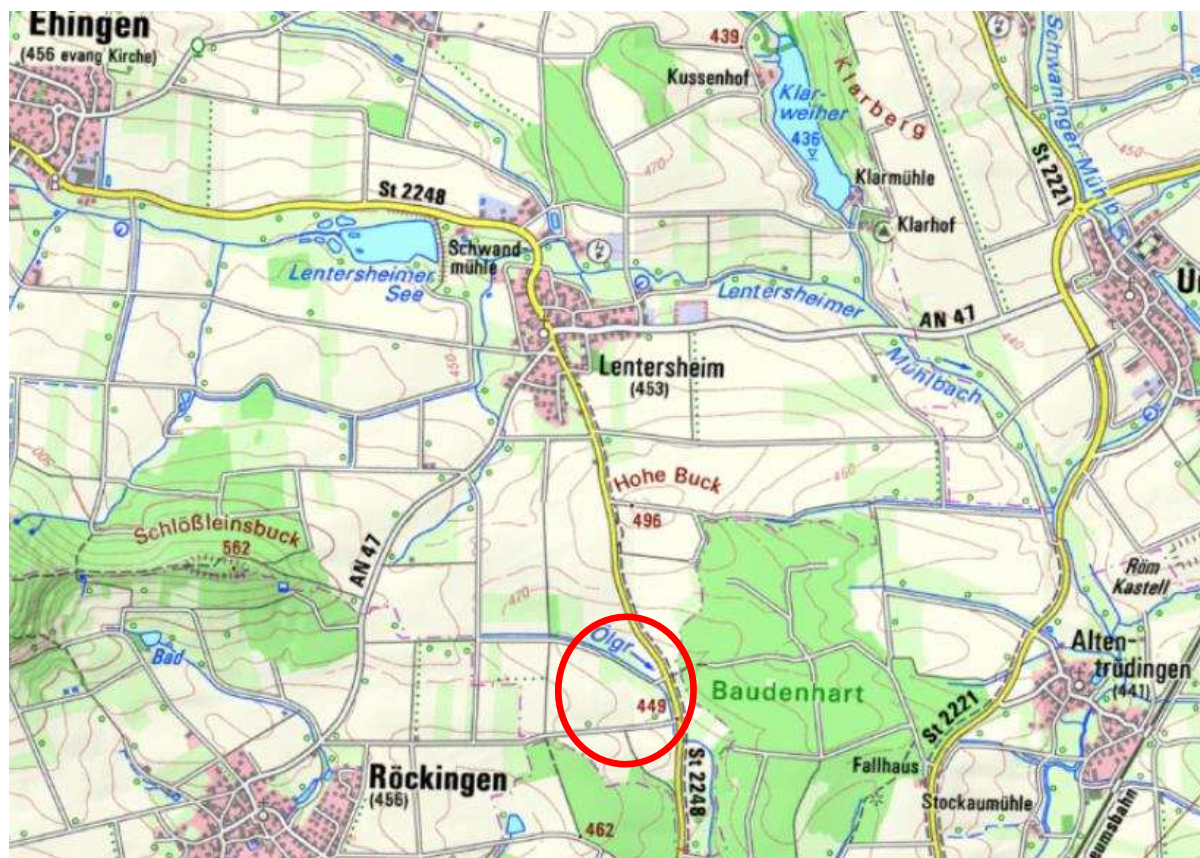 Ehingen
(456 evang Kirche)
439
Kussenhof
Klar-
weiher
436
Klarberg
Schwaninger Mühlb
450
470
St 2221
St 2248
Klarmühle
Klarhof
Schwand-
mühle
Lentersheimer
See
Lentersheimer
Mühlbach
AN 47
440
450
Lentersheim
(453)
500
Hohe Buck
496
460
Schlößleinsbuck
562
AN 47
470
Röm
Kastell
Ölgr
Bad
Alten-
trüdingen
(441)
Baudenhart
449
St 2221
St 2248
Fallhaus
Röckingen
(456)
Stockaumühle
462